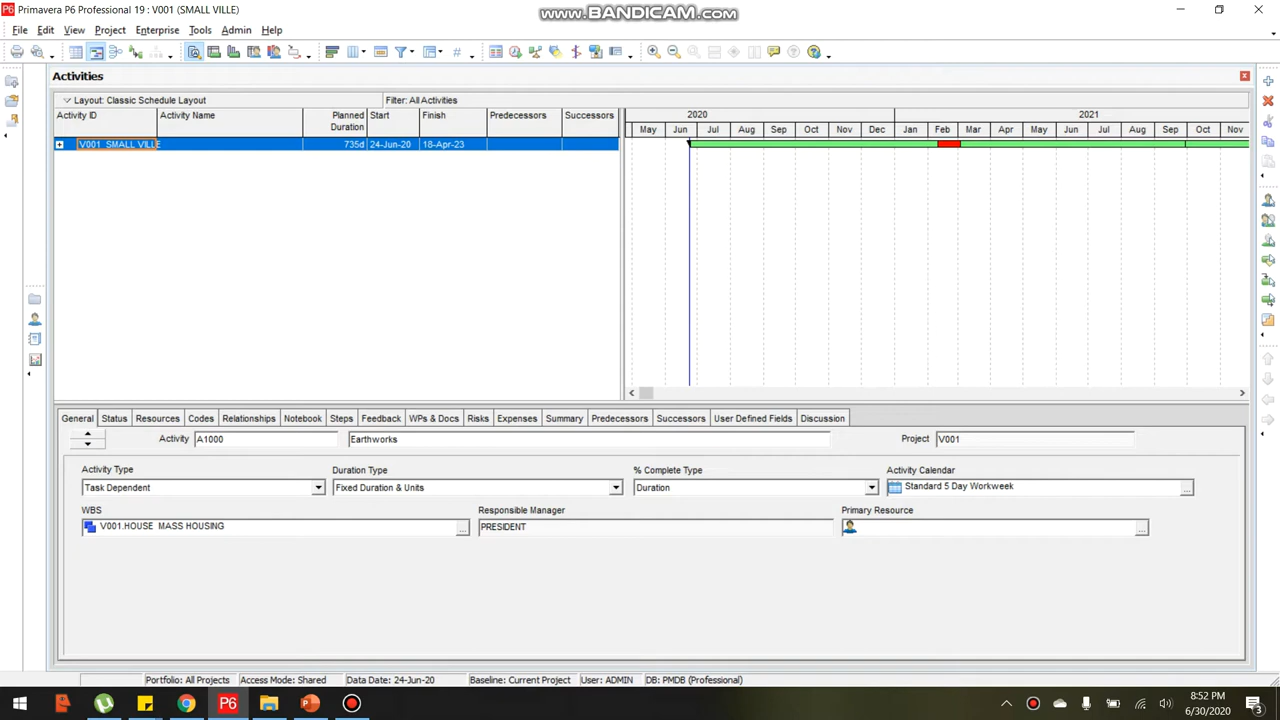 Primavera P6 Professional 19 : V001 (SMALL VILLE)
www.BANDICAM.com
File Edit View Project Enterprise Tools Admin Help
Activities
Layout: Classic Schedule Layout Filter: All Activities
Activity ID Activity Name Planned Duration Start Finish Predecessors Successors
2020 2021
May Jun Jul Aug Sep Oct Nov Dec Jan Feb Mar Apr May Jun Jul Aug Sep Oct Nov
V001 SMALL VILLE 735d 24-Jun-20 18-Apr-23
General Status Resources Codes Relationships Notebook Steps Feedback WPs & Docs Risks Expenses Summary Predecessors Successors User Defined Fields Discussion
Activity A1000 Earthworks Project V001
Activity Type Duration Type % Complete Type Activity Calendar
Task Dependent Fixed Duration & Units Duration Standard 5 Day Workweek
WBS Responsible Manager Primary Resource
V001.HOUSE MASS HOUSING PRESIDENT
Portfolio: All Projects Access Mode: Shared Data Date: 24-Jun-20 Baseline: Current Project User: ADMIN DB: PMDB (Professional)
P6 8:52 PM
6/30/2020 3